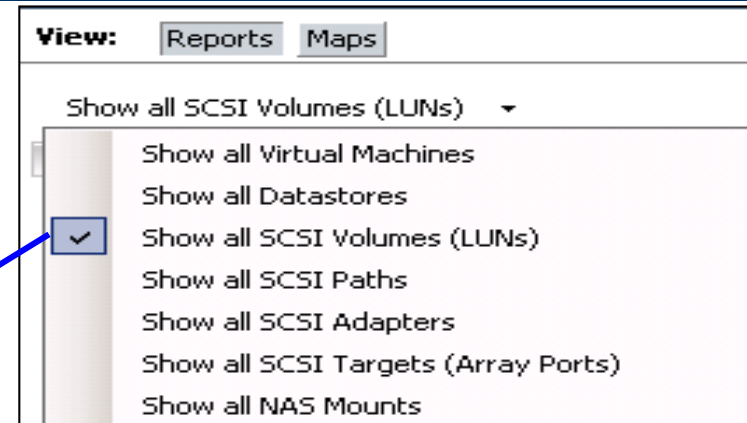 View: Reports Maps
Show all SCSI Volumes (LUNs)
Show all Virtual Machines
Show all Datastores
Show all SCSI Volumes (LUNs)
Show all SCSI Paths
Show all SCSI Adapters
Show all SCSI Targets (Array Ports)
Show all NAS Mounts